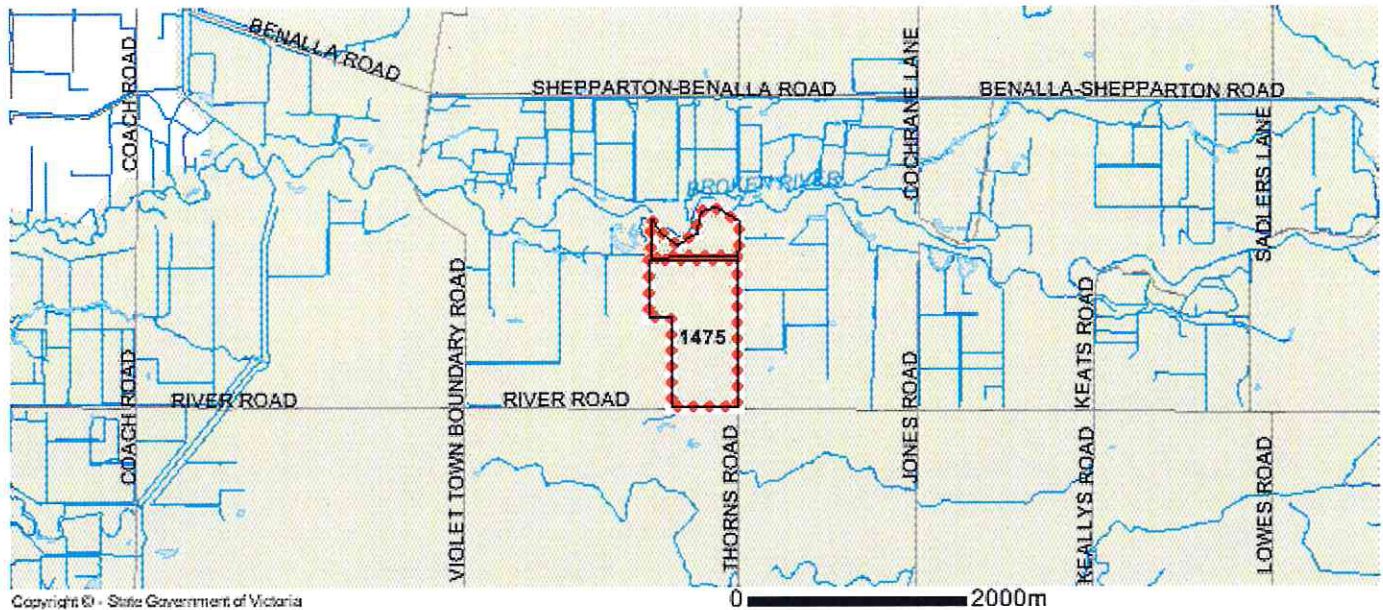 BENALLA ROAD
COACH ROAD
SHEPPARTON-BENALLA ROAD
COCHRANE LANE
BENALLA-SHEPPARTON ROAD
SADLERS LANE
BROKEN RIVER
VIOLET TOWN BOUNDARY ROAD
1475
KEATS ROAD
COACH ROAD
RIVER ROAD
RIVER ROAD
THORNS ROAD
JONES ROAD
KEALLYS ROAD
LOWES ROAD
Copyright © - State Government of Victoria
0 2000m